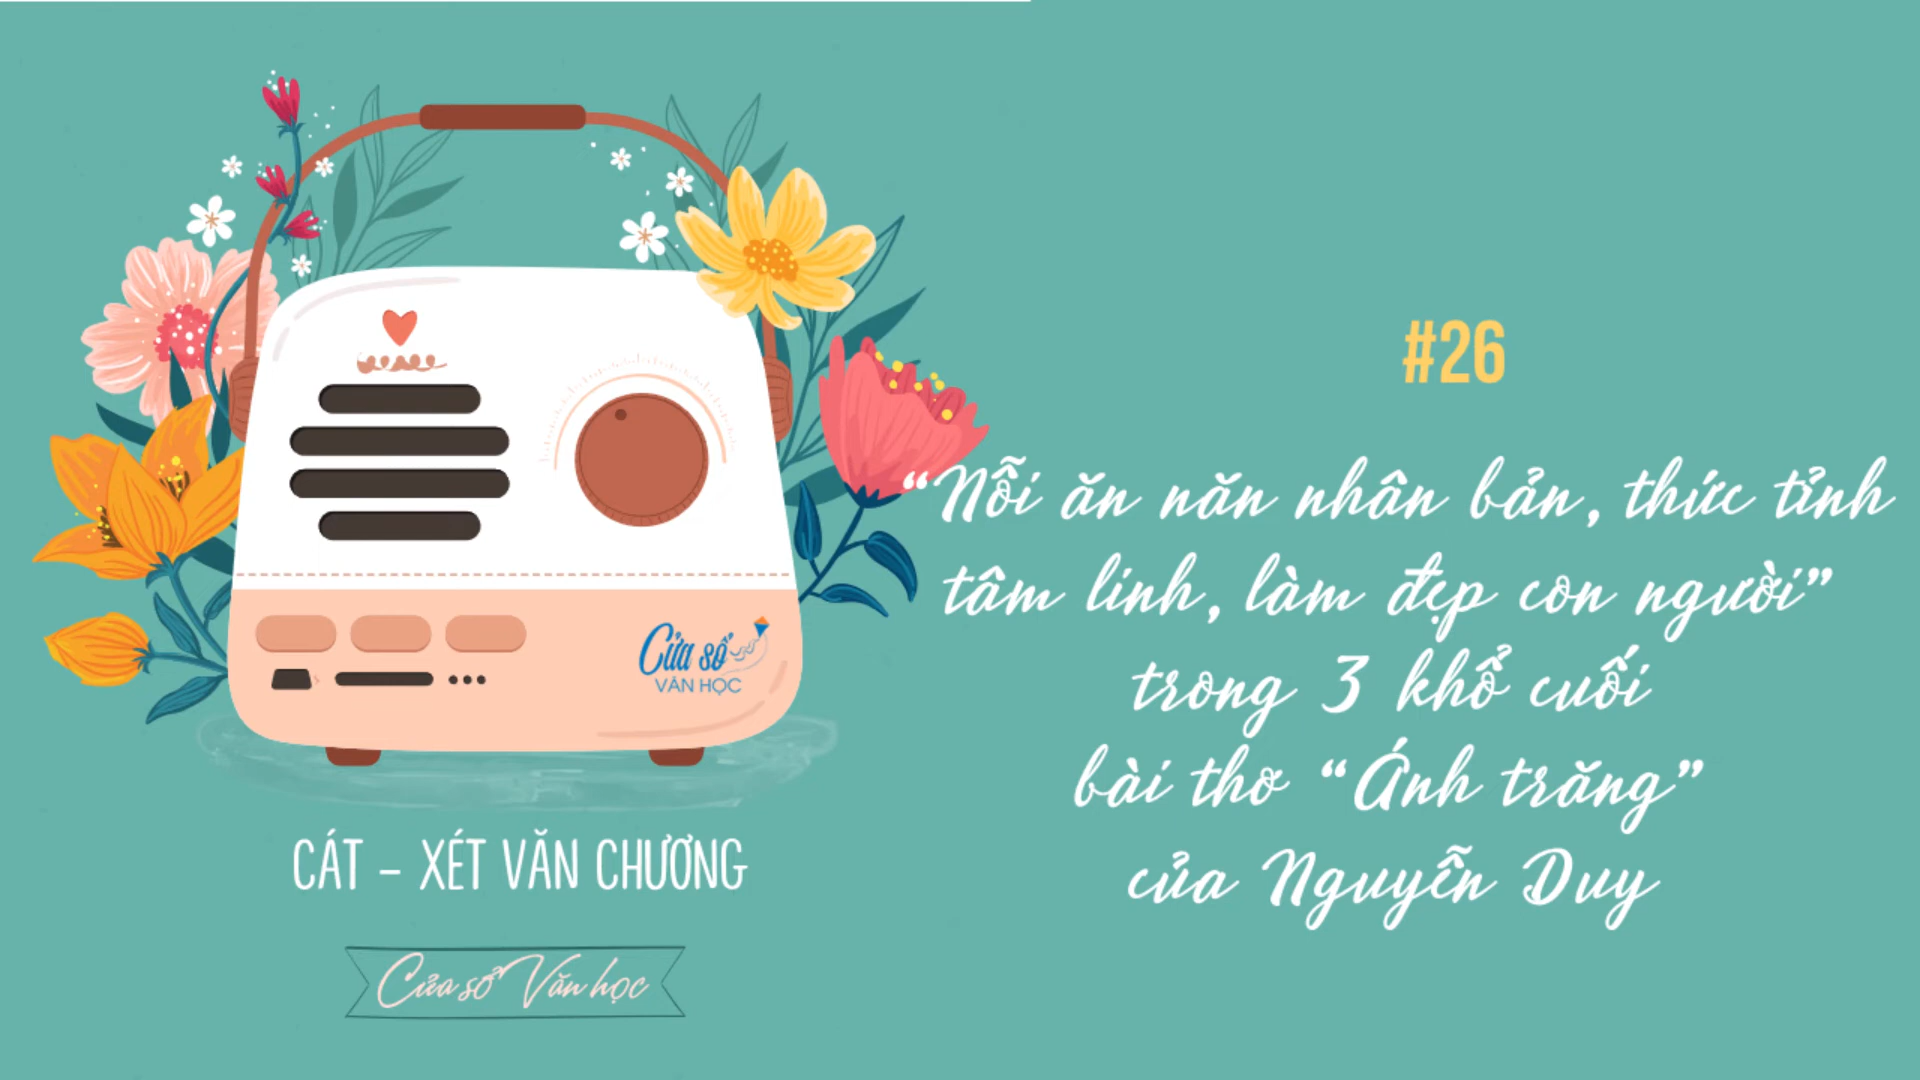 Cửa sổ
VĂN HỌC
CÁT – XÉT VĂN CHƯƠNG
Cửa sổ Văn học
#26
“Nỗi ăn năn nhân bản, thức tỉnh
tâm linh, làm đẹp con người”
trong 3 khổ cuối
bài thơ “Ánh trăng”
của Nguyễn Duy